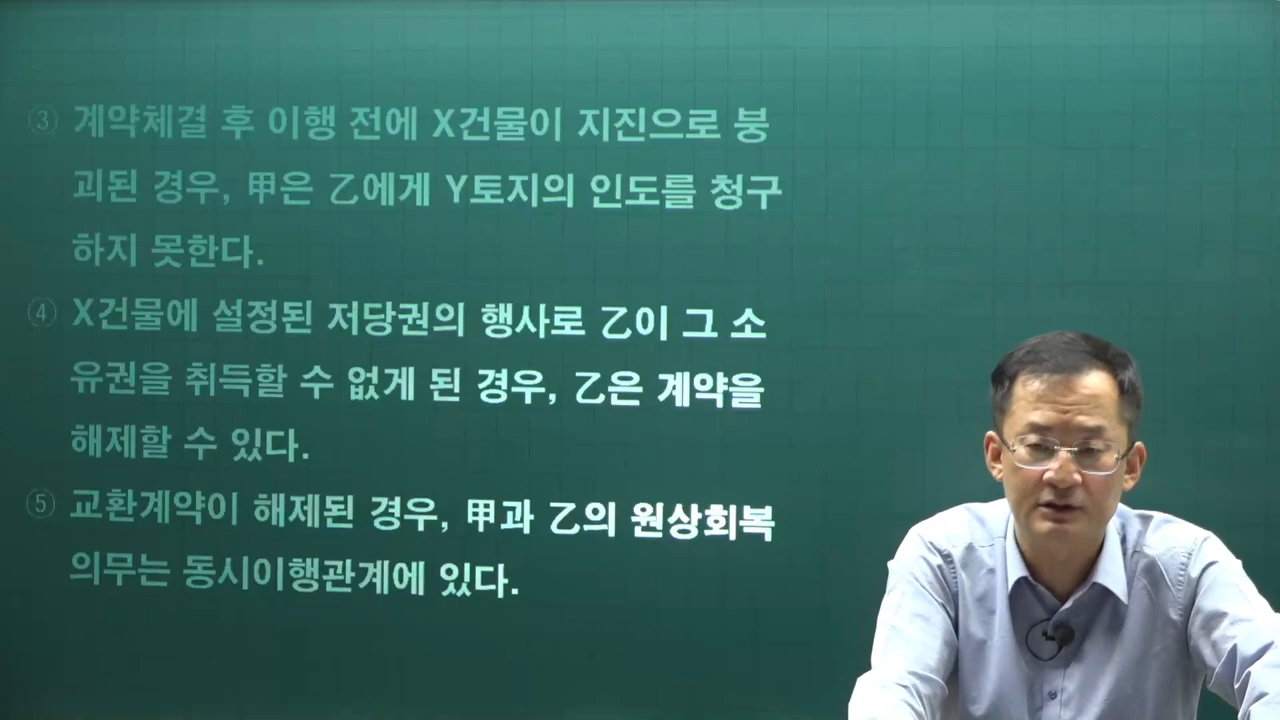 ③ 계약체결 후 이행 전에 X건물이 지진으로 붕
괴된 경우, 甲은 乙에게 Y토지의 인도를 청구
하지 못한다.
④ X건물에 설정된 저당권의 행사로 乙이 그 소
유권을 취득할 수 없게 된 경우, 乙은 계약을
해제할 수 있다.
⑤ 교환계약이 해제된 경우, 甲과 乙의 원상회복
의무는 동시이행관계에 있다.